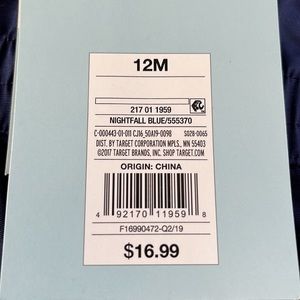 12M
217 01 1959
NIGHTFALL BLUE/555370
C-000443-01-011 CJ16_50A19-0098 S028-0065
DIST. BY TARGET CORPORATION MPLS., MN 55403
©2017 TARGET BRANDS, INC. SHOP TARGET.COM
ORIGIN: CHINA
4 92170 11959 8
F16990472-Q2/19
$16.99